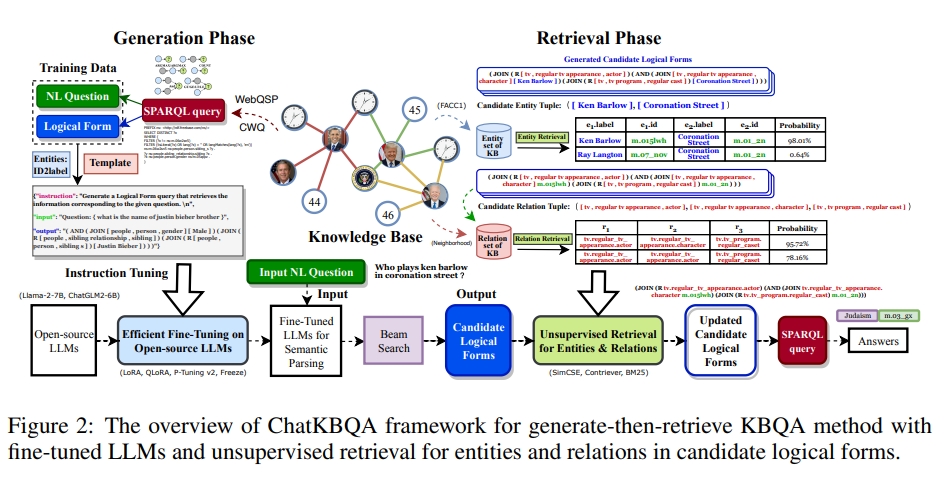 Generation Phase
Retrieval Phase
Training Data
NL Question
Logical Form
SPARQL query
WebQSP
CWQ
Entities:
ID2label
Template
{"instruction": "Generate a Logical Form query that retrieves the
information corresponding to the given question. \n",
"input": "Question: { what is the name of justin bieber brother }",
"output": "( AND ( JOIN [ people , person , gender ] [ Male ] ) ( JOIN (
R [ people , sibling relationship , sibling ] ) ( JOIN ( R [ people ,
person , sibling s ] ) [ Justin Bieber ] ) ) )"}
45
44
46
(FACC1)
(Neighborhood)
Knowledge Base
Generated Candidate Logical Forms
( JOIN ( R [ tv , regular tv appearance , actor ] ) ( AND ( JOIN [ tv , regular tv appearance ,
character ] [ Ken Barlow ] ) (JOIN ( R [ tv , tv program , regular cast ] ) [ Coronation Street ] ) ) )
Candidate Entity Tuple: ( [ Ken Barlow ], [ Coronation Street ] )
Entity
set of
KB
Entity Retrieval
e1.label e1.id e2.label e2.id Probability
Ken Barlow m.015lwh Coronation Street m.01_2n 98.01%
Ray Langton m.07_nov Coronation Street m.01_2n 0.64%
( JOIN ( R [ tv , regular tv appearance , actor ] ) ( AND ( JOIN [ tv , regular tv appearance ,
character ] m.015lwh ) ( JOIN ( R [ tv , tv program , regular cast ] ) m.01_2n ) ) )
Candidate Relation Tuple: ( [ tv , regular tv appearance , actor ], [ tv , regular tv appearance , character ], [ tv , tv program , regular cast ] )
Relation
set of
KB
Relation Retrieval
r1 r2 r3 Probability
tv.regular_tv_appearance.actor tv.regular_tv_appearance.character tv.tv_program.regular_cast 95.72%
tv.regular_tv_appearance.actor tv.regular_tv_appearance.actor tv.tv_program.regular_cast 78.16%
Instruction Tuning
Input NL Question
Who plays ken barlow
in coronation street ?
Input
Output
(JOIN (R tv.regular_tv_appearance.actor) (AND (JOIN tv.regular_tv_appearance.
character m.015lwh) (JOIN (R tv.tv_program.regular_cast) m.01_2n)))
(Llama-2-7B, ChatGLM2-6B)
Open-source
LLMs
Efficient Fine-Tuning on
Open-source LLMs
(LoRA, QLoRA, P-Tuning v2, Freeze)
Fine-Tuned
LLMs for
Semantic
Parsing
Beam
Search
Candidate
Logical
Forms
Unsupervised Retrieval
for Entities & Relations
(SimCSE, Contriever, BM25)
Updated
Candidate
Logical
Forms
SPARQL
query
Judaism
m.03_gx
Answers
Figure 2: The overview of ChatKBQA framework for generate-then-retrieve KBQA method with
fine-tuned LLMs and unsupervised retrieval for entities and relations in candidate logical forms.